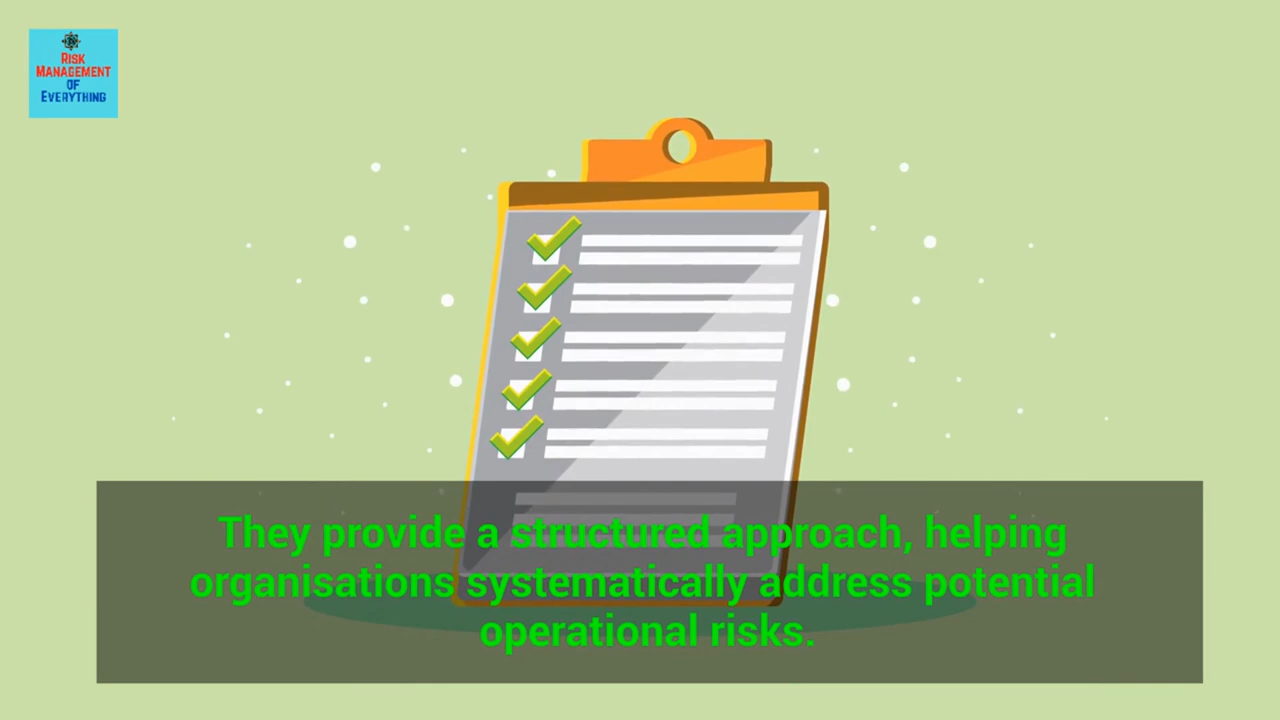 RISK
MANAGEMENT
OF
EVERYTHING
They provide a structured approach, helping
organisations systematically address potential
operational risks.